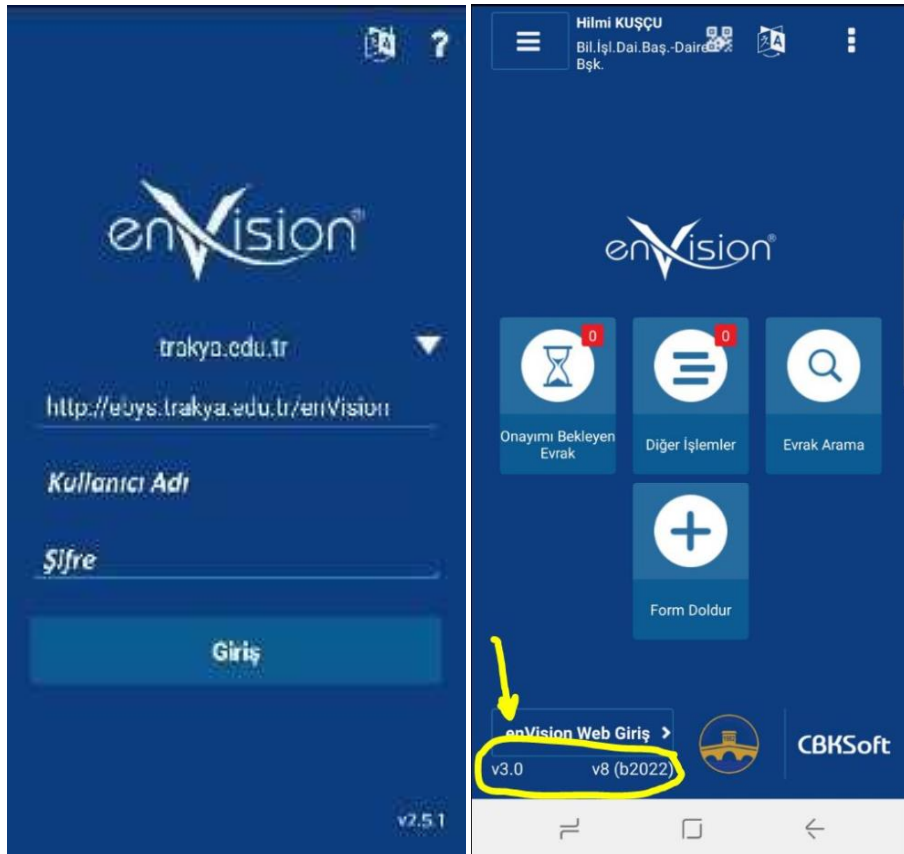 enVision®
trakya.edu.tr
http://ebys.trakya.edu.tr/enVision
Kullanıcı Adı
Şifre
Giriş
v2.5.1
Hilmi KUŞÇU
Bil.İşl.Dai.Baş.-Daire
Bşk.
enVision®
0
0
Onayımı Bekleyen
Evrak
Diğer İşlemler
Evrak Arama
Form Doldur
enVision Web Giriş >
v3.0 v8 (b2022)
CBKSoft